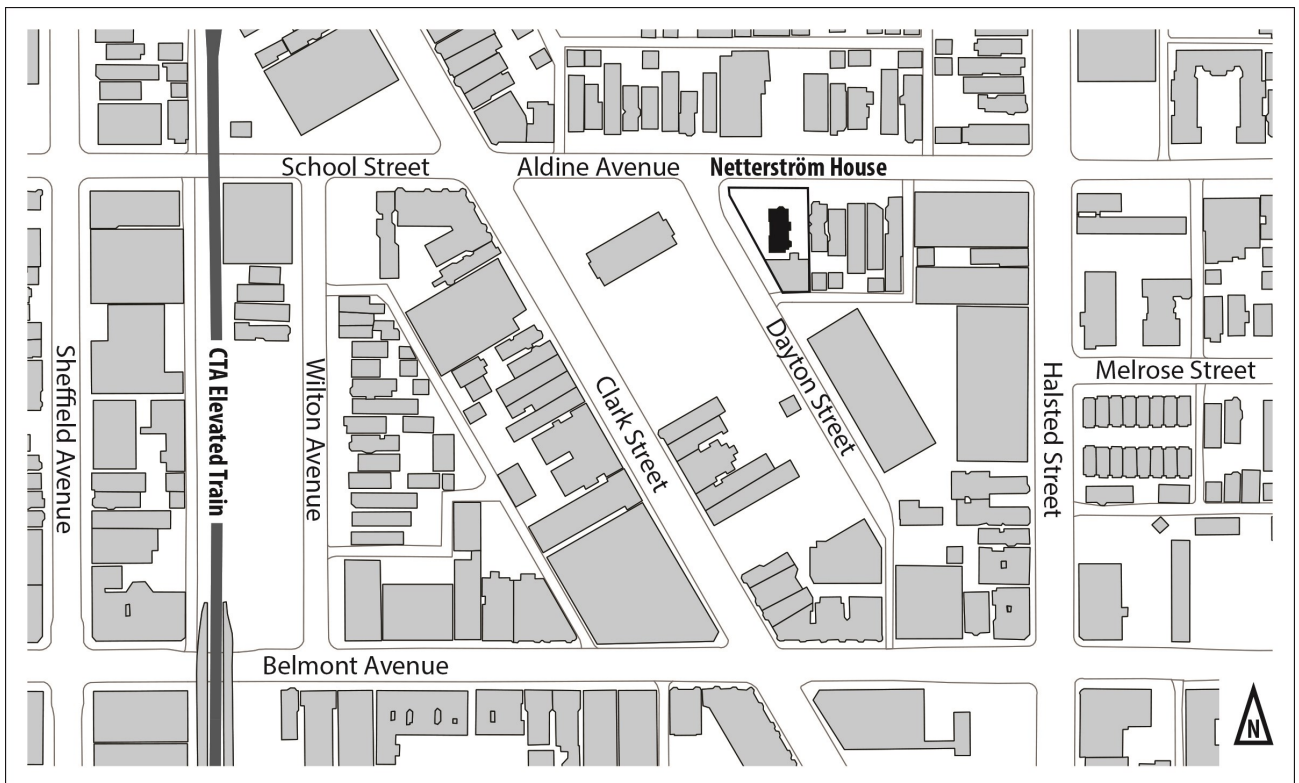 School Street
Aldine Avenue
Netterström House
Sheffield Avenue
CTA Elevated Train
Wilton Avenue
Clark Street
Dayton Street
Halsted Street
Melrose Street
Belmont Avenue
N